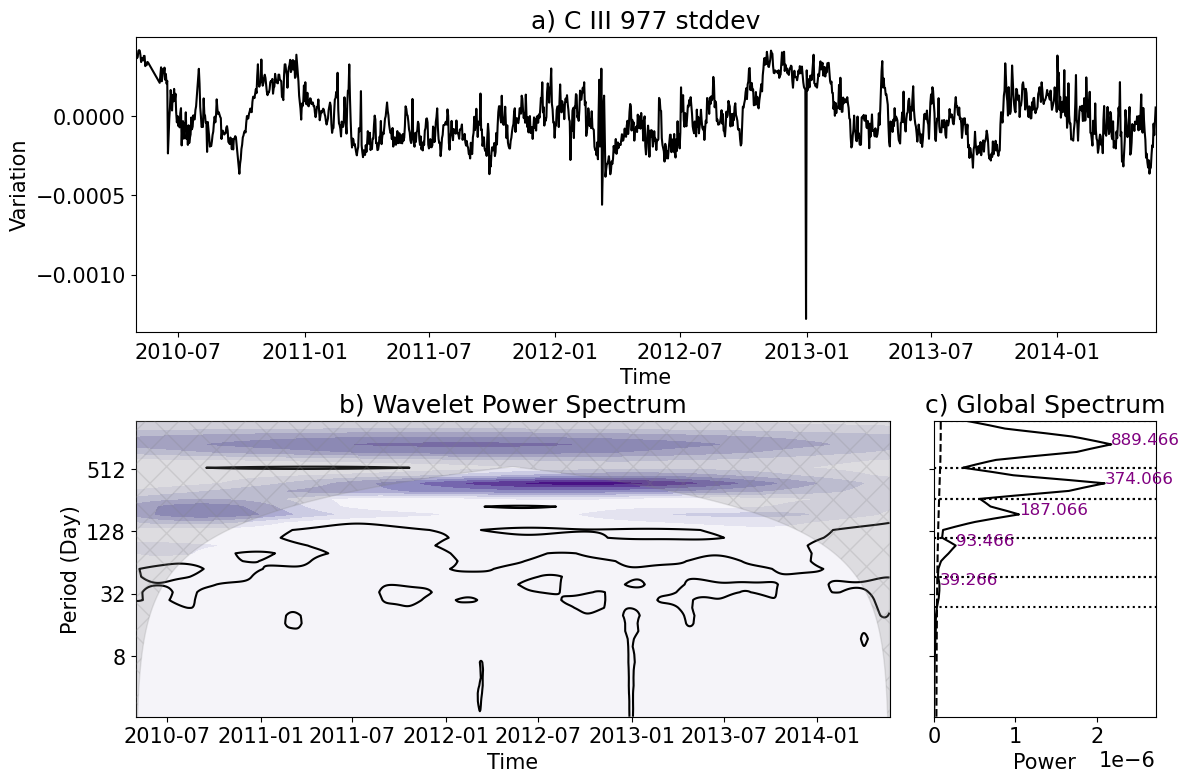 a) C III 977 stddev
Variation
0.0000
−0.0005
−0.0010
2010-07 2011-01 2011-07 2012-01 2012-07 2013-01 2013-07 2014-01
Time
b) Wavelet Power Spectrum
Period (Day)
512
128
32
8
2010-07 2011-01 2011-07 2012-01 2012-07 2013-01 2013-07 2014-01
Time
c) Global Spectrum
889.466
374.066
187.066
93.466
39.266
0 1 2
Power 1e−6